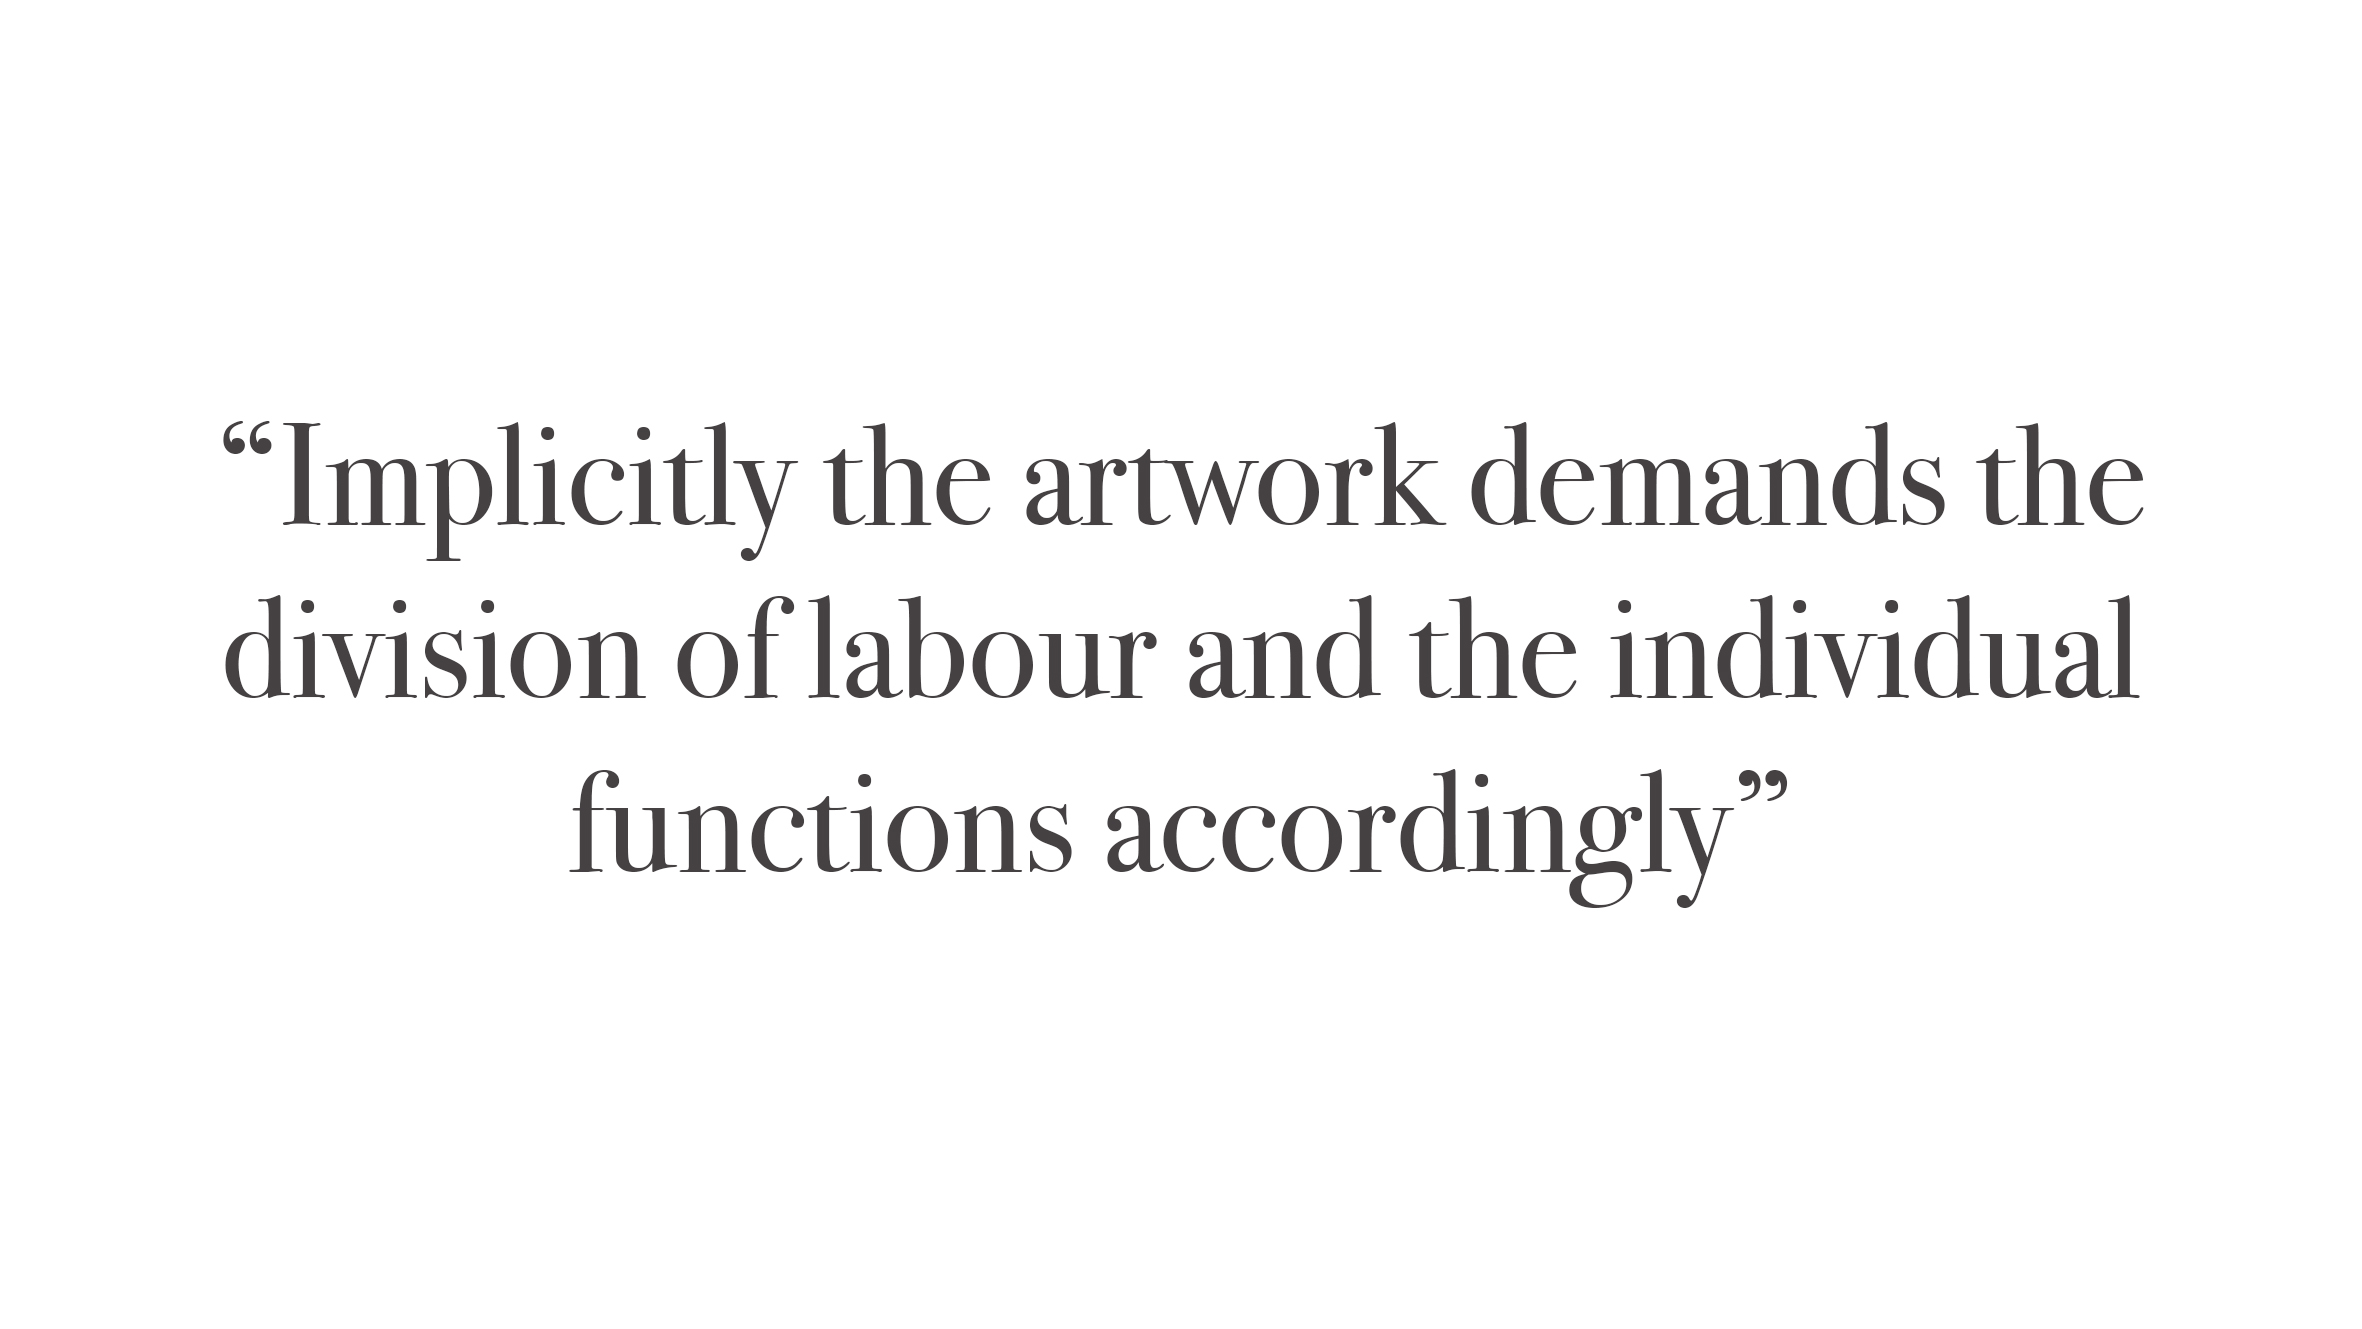 “Implicitly the artwork demands the
division of labour and the individual
functions accordingly”